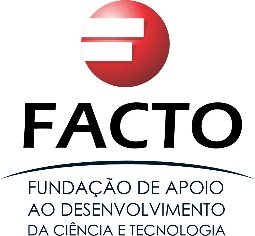 FACTO
FUNDAÇÃO DE APOIO
AO DESENVOLVIMENTO
DA CIÊNCIA E TECNOLOGIA